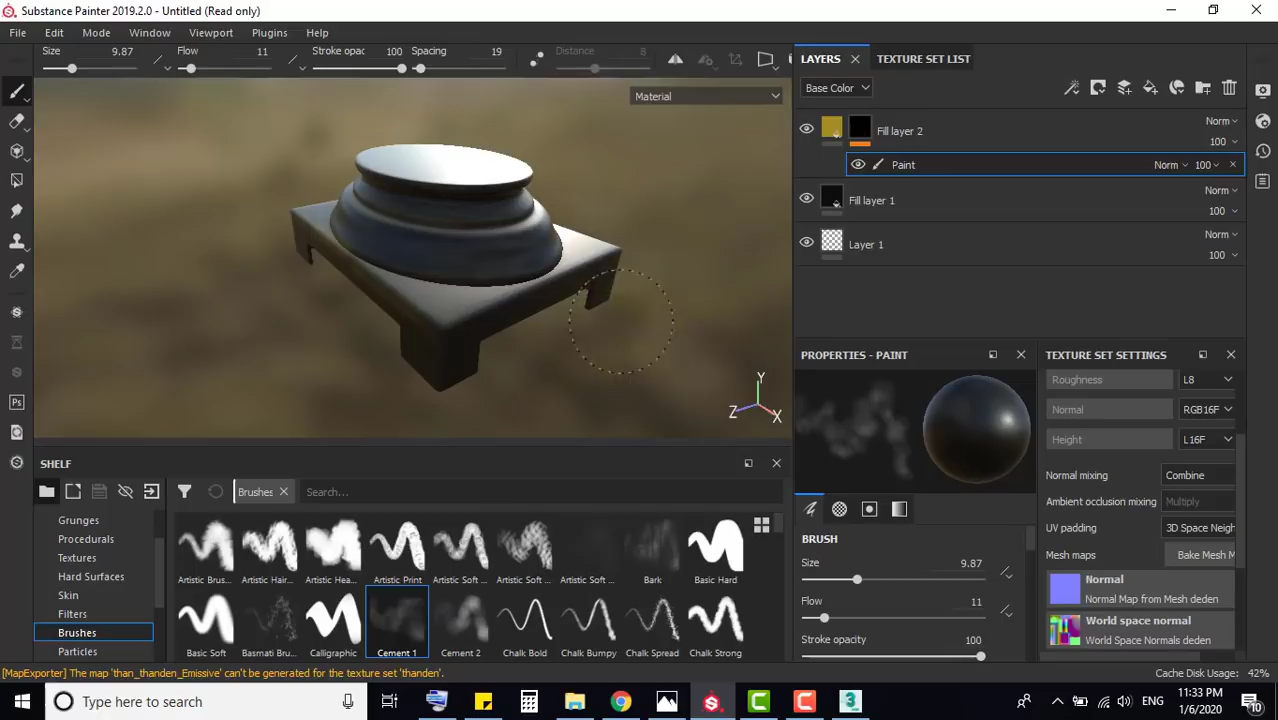 Substance Painter 2019.2.0 - Untitled (Read only)
File Edit Mode Window Viewport Plugins Help
Size 9.87 Flow 11 Stroke opac 100 Spacing 19 Distance 8
Material
LAYERS TEXTURE SET LIST
Base Color
Fill layer 2 Norm 100
Paint Norm 100
Fill layer 1 Norm 100
Layer 1 Norm 100
Y
Z X
PROPERTIES - PAINT
BRUSH
Size 9.87
Flow 11
Stroke opacity 100
TEXTURE SET SETTINGS
Roughness L8
Normal RGB16F
Height L16F
Normal mixing Combine
Ambient occlusion mixing Multiply
UV padding 3D Space Neigh
Mesh maps Bake Mesh M
Normal
Normal Map from Mesh deden
World Space normal
World Space Normals deden
SHELF
Brushes Search...
Grunges
Procedurals
Textures
Hard Surfaces
Skin
Filters
Brushes
Particles
Artistic Brus... Artistic Hair... Artistic Hea... Artistic Print Artistic Soft ... Artistic Soft ... Artistic Soft ... Bark Basic Hard
Basic Soft Basmati Bru... Calligraphic Cement 1 Cement 2 Chalk Bold Chalk Bumpy Chalk Spread Chalk Strong
[MapExporter] The map 'than_thanden_Emissive' can't be generated for the texture set 'thanden'.
Cache Disk Usage: 42%
Type here to search
Ps
3
ENG
11:33 PM
1/6/2020
10